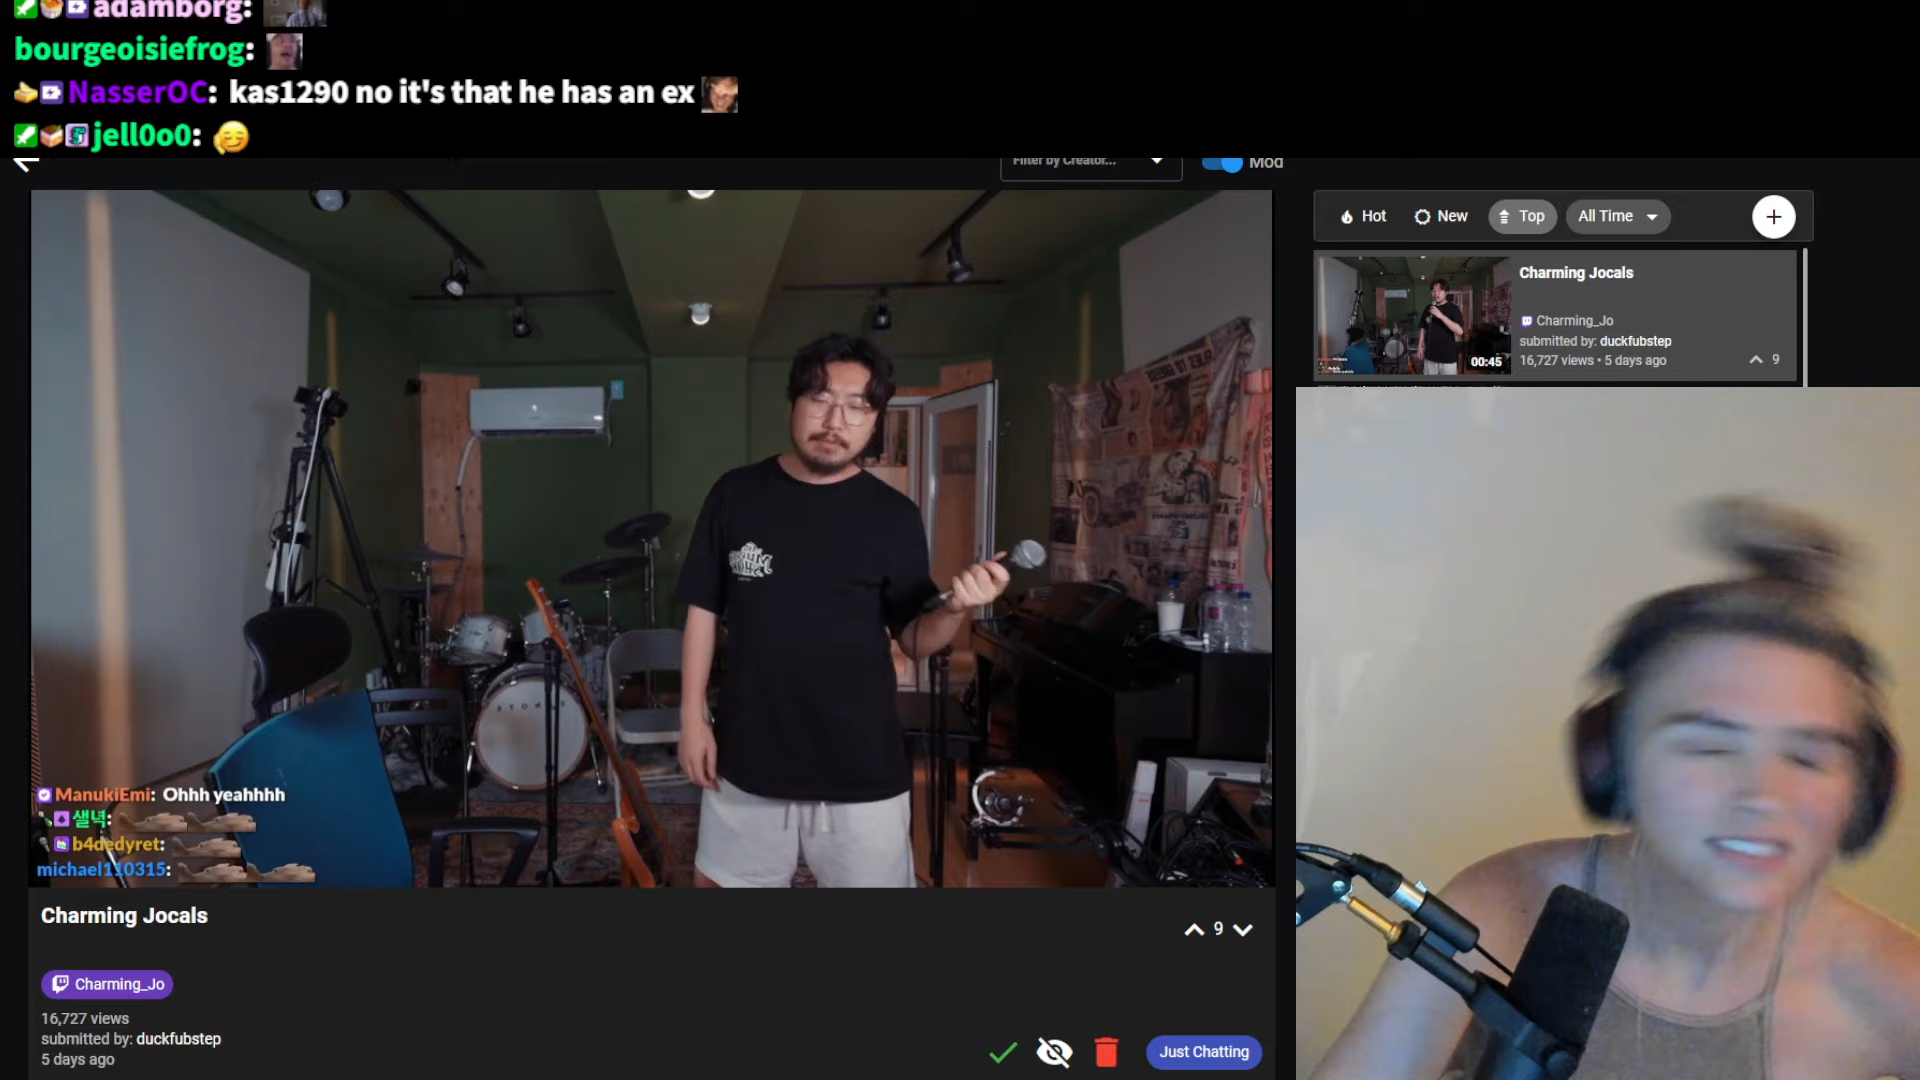 adamborg:
bourgeoisiefrog:
NasserOC: kas1290 no it's that he has an ex
jell0o0:
Filter by Creator...
Mod
Hot
New
Top
All Time
Charming Jocals
Charming_Jo
submitted by: duckfubstep
16,727 views • 5 days ago
9
00:45
STONES
ManukiEmi: Ohhh yeahhhh
샐녁:
b4dedyret:
michael110315:
Charming Jocals
9
Charming_Jo
16,727 views
submitted by: duckfubstep
5 days ago
Just Chatting